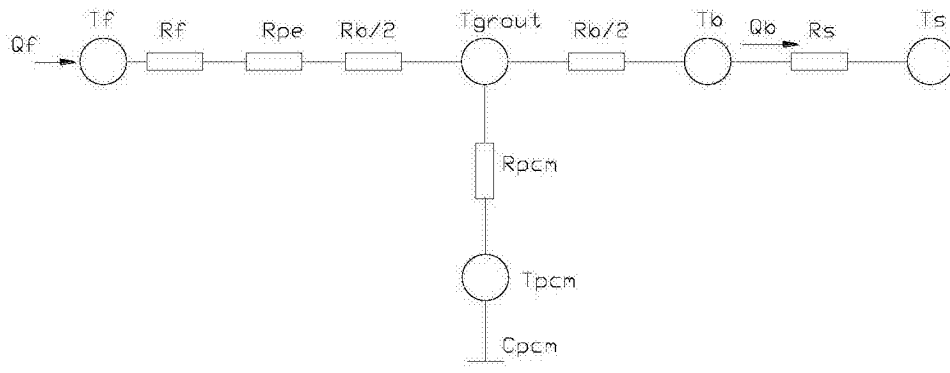 Qf Tf Rf Rpe Rb/2 Tgrout Rb/2 Tb Qb Rs Ts
Rpcm
Tpcm
Cpcm